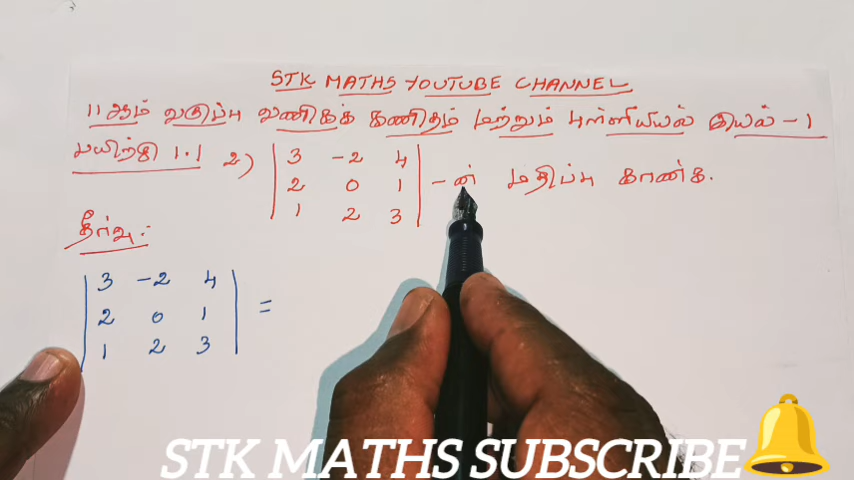 STK MATHS YOUTUBE CHANNEL
11 ஆம் வகுப்பு வணிகக் கணிதம் மற்றும் புள்ளியியல் இயல் - 1
பயிற்சி 1.1 2) | 3 -2 4 |
| 2 0 1 | - ன் மதிப்பு காண்க.
| 1 2 3 |
தீர்வு:-
| 3 -2 4 |
| 2 0 1 | =
| 1 2 3 |
STK MATHS SUBSCRIBE